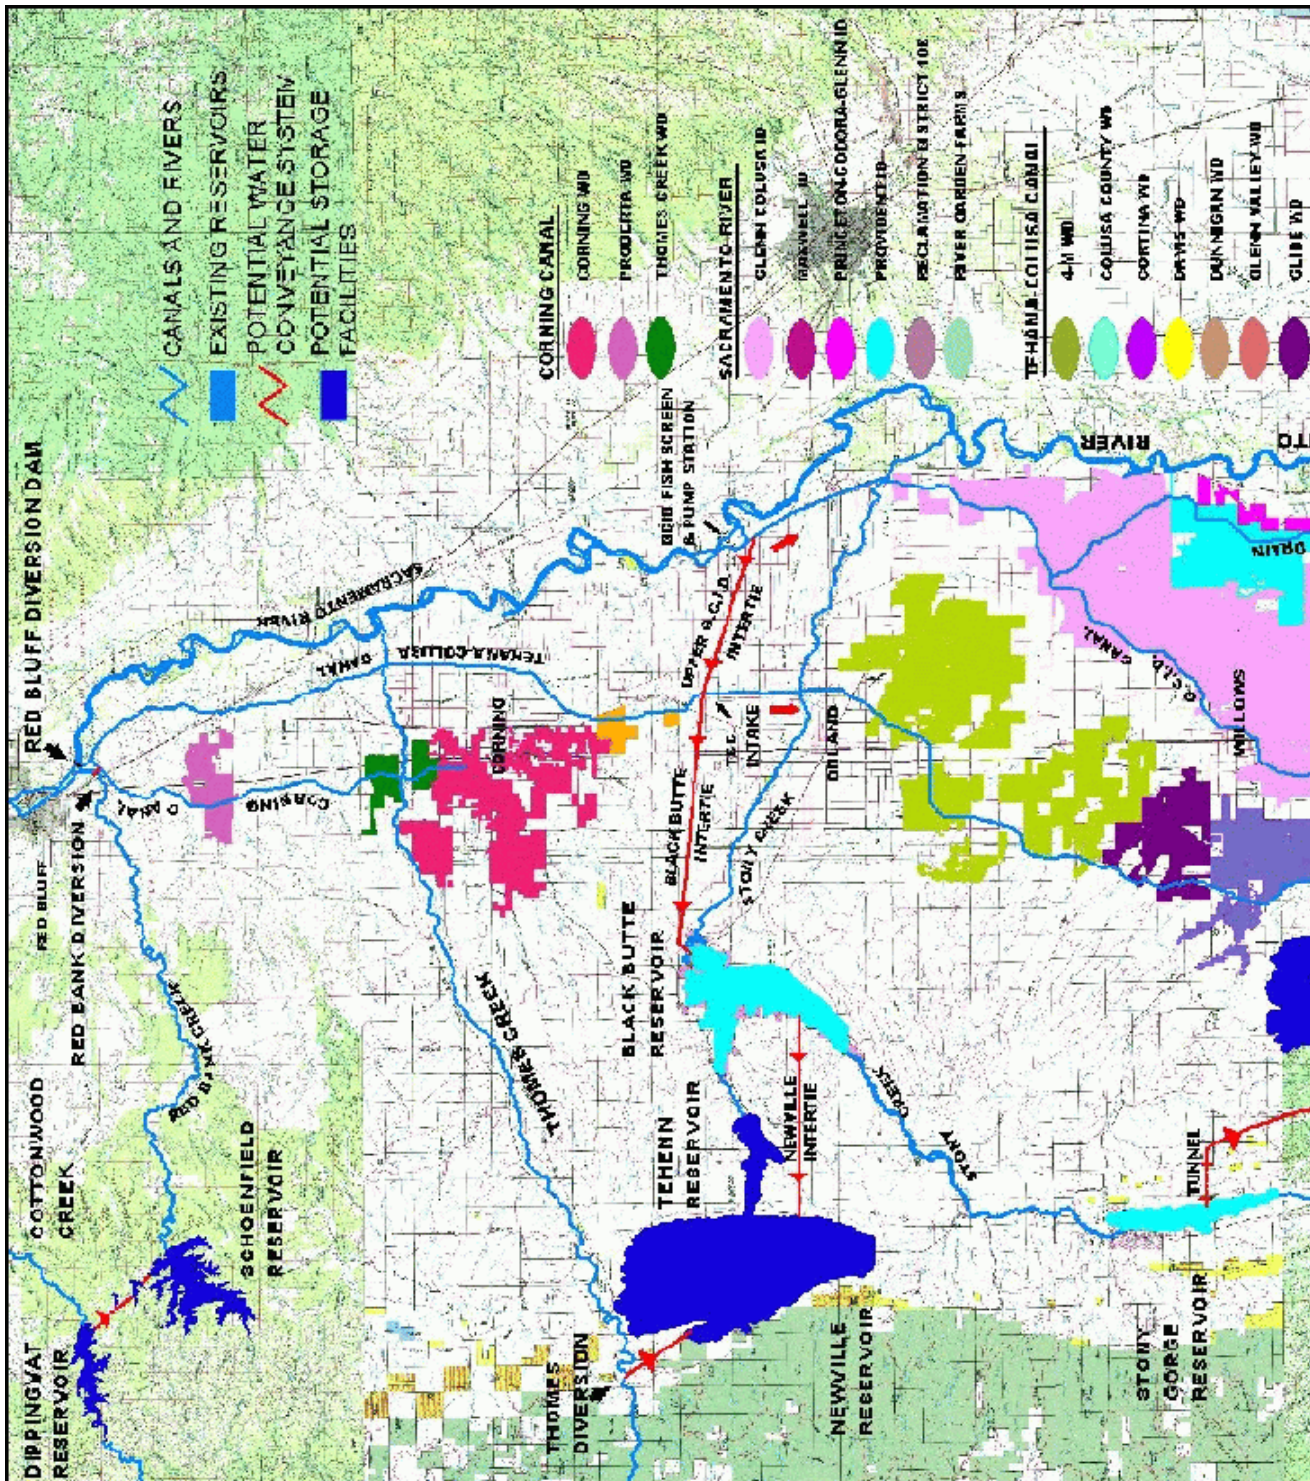 CANALS AND RIVERS
EXISTING RESERVOIRS
POTENTIAL WATER
CONVEYANCE SYSTEM
POTENTIAL STORAGE
FACILITIES
CORNING CANAL
CORNING WD
PROBERTA WD
THOMES CREEK WD
SACRAMENTO RIVER
GLENN COLUSA ID
MAXWELL ID
PRINCETON-CODORA-GLENN ID
PROVIDENT ID
RECLAMATION DISTRICT 108
RIVER GARDEN FARMS
TEHAMA COLUSA CANAL
4-M WD
COLUSA COUNTY WD
CORTINA WD
DAVIS WD
DUNNIGAN WD
GLENN VALLEY WD
GLIDE WD
RED BLUFF DIVERSION DAM
RED BLUFF
RED BANK DIVERSION
COTTONWOOD
CREEK
DIPPINGVAT
RESERVOIR
SCHOENFIELD
RESERVOIR
RED BANK CREEK
CORNING
CANAL
SACRAMENTO RIVER
TEHAMA-COLUSA
CANAL
CORNING
THOMES CREEK
THOMES
DIVERSION
GCID FISH SCREEN
& PUMP STATION
UPPER G.C.I.D.
INTERTIE
BLACK BUTTE
INTERTIE
TCC
INTAKE
ORLAND
STONY CREEK
BLACK BUTTE
RESERVOIR
TEHENN
RESERVOIR
NEWVILLE
INTERTIE
NEWVILLE
RESERVOIR
STONY
CREEK
STONY
GORGE
RESERVOIR
TUNNEL
G.C.I.D.
CANAL
WILLOWS
DRAIN
RIVER
TO